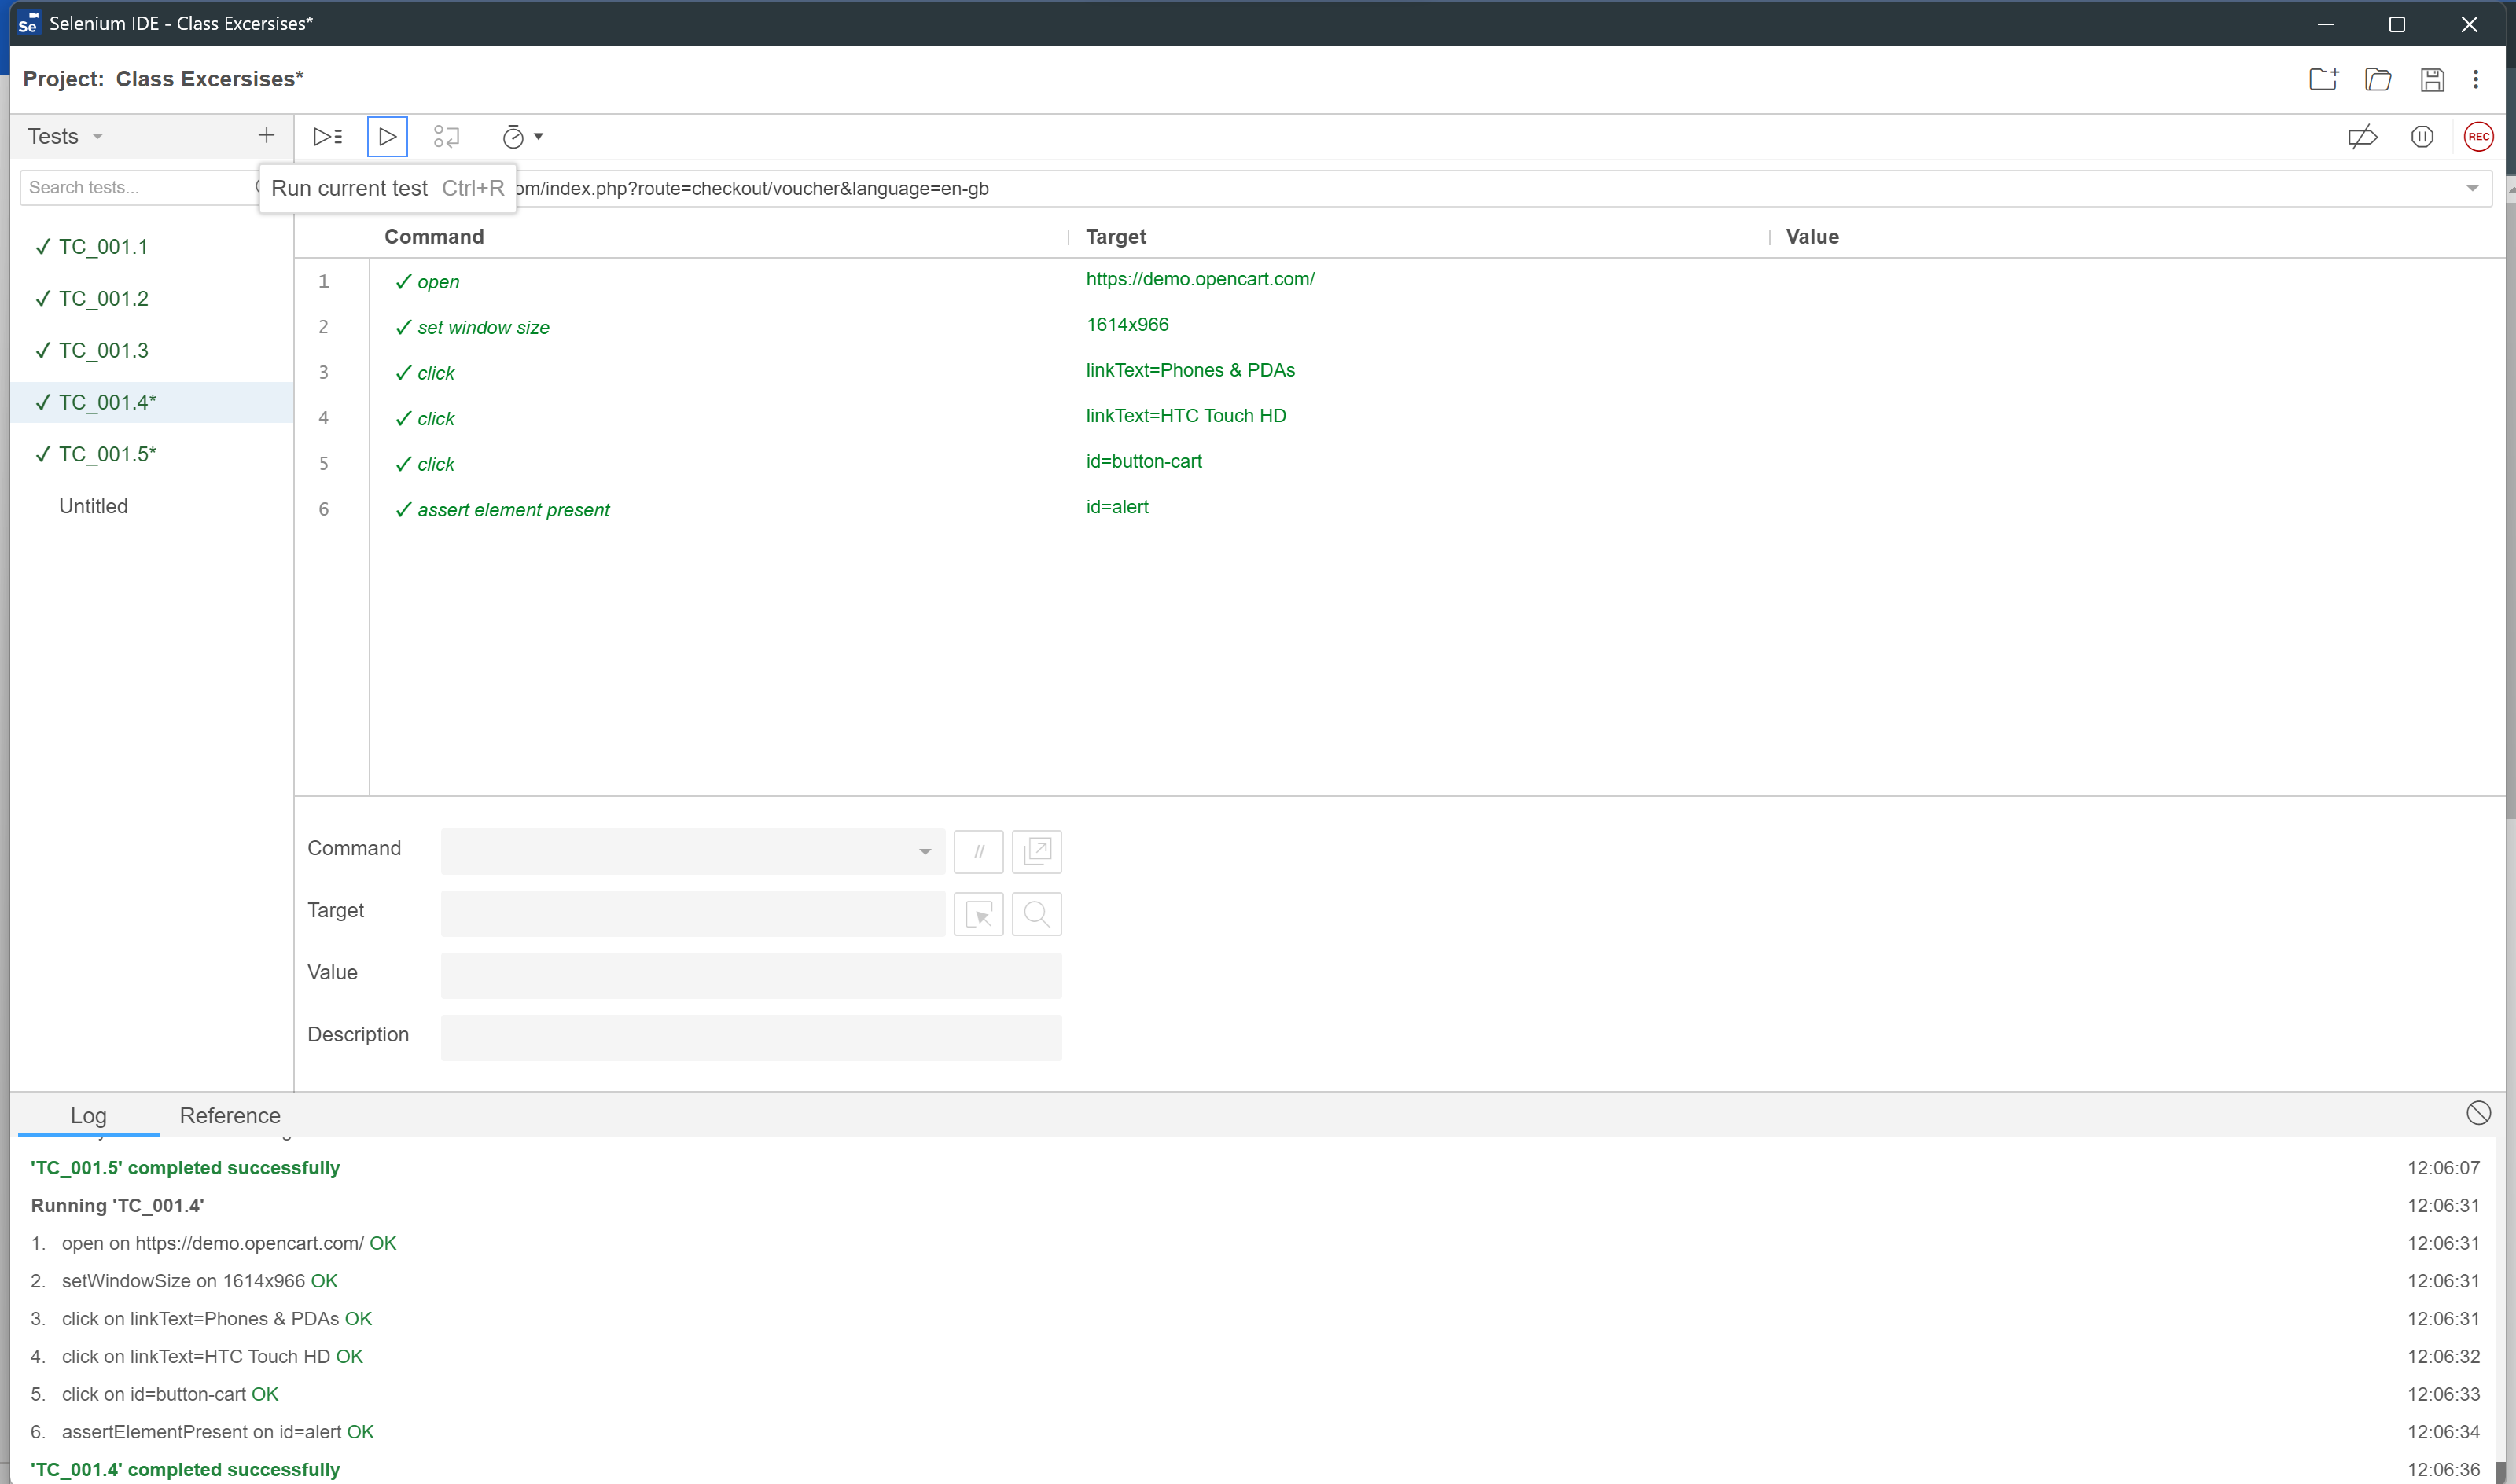 Se Selenium IDE - Class Excersises*
Project: Class Excersises*
Tests
REC
Search tests...
Run current test Ctrl+R
om/index.php?route=checkout/voucher&language=en-gb
Command Target Value
TC_001.1
TC_001.2
TC_001.3
TC_001.4*
TC_001.5*
Untitled
1 open https://demo.opencart.com/
2 set window size 1614x966
3 click linkText=Phones & PDAs
4 click linkText=HTC Touch HD
5 click id=button-cart
6 assert element present id=alert
Command //
Target
Value
Description
Log Reference
'TC_001.5' completed successfully 12:06:07
Running 'TC_001.4' 12:06:31
1. open on https://demo.opencart.com/ OK 12:06:31
2. setWindowSize on 1614x966 OK 12:06:31
3. click on linkText=Phones & PDAs OK 12:06:31
4. click on linkText=HTC Touch HD OK 12:06:32
5. click on id=button-cart OK 12:06:33
6. assertElementPresent on id=alert OK 12:06:34
'TC_001.4' completed successfully 12:06:36